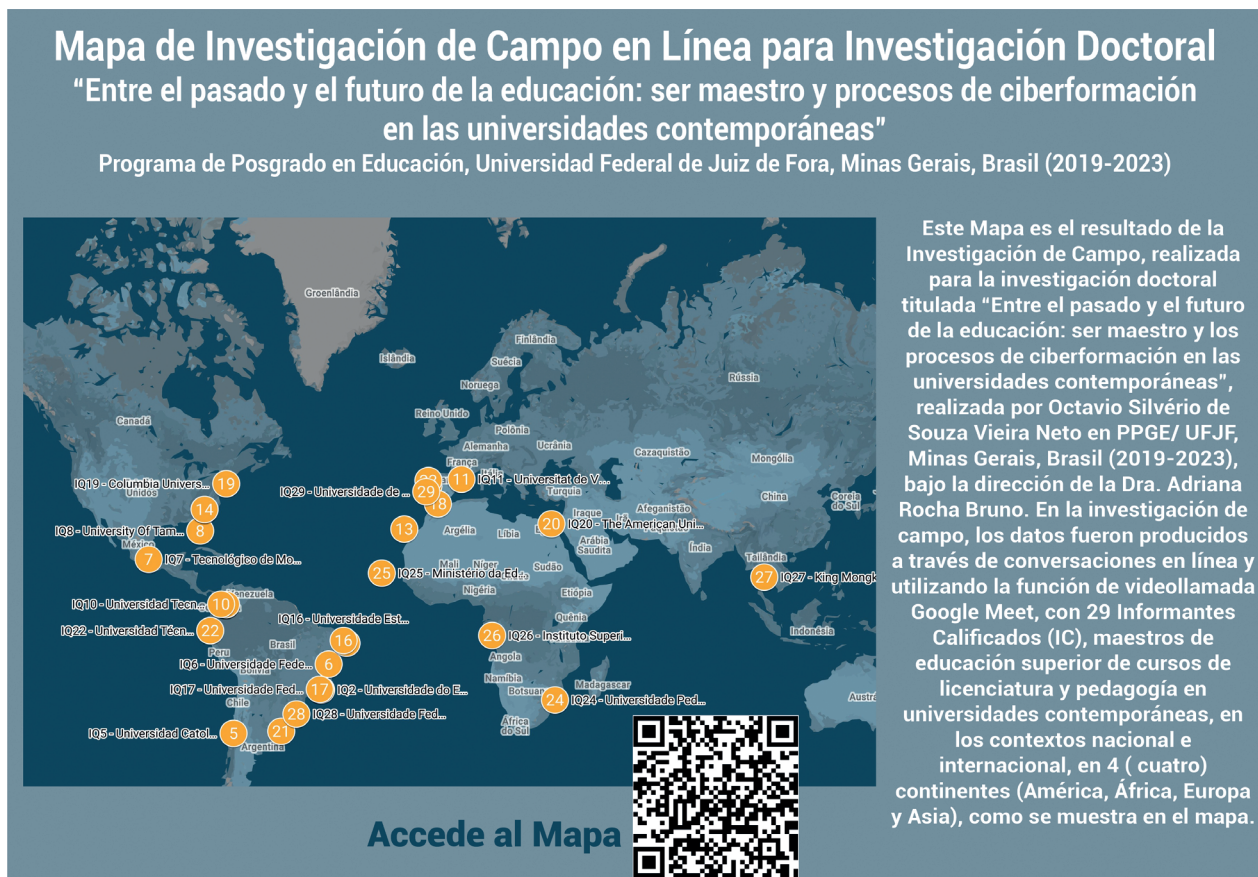 Mapa de Investigación de Campo en Línea para Investigación Doctoral
“Entre el pasado y el futuro de la educación: ser maestro y procesos de ciberformación
en las universidades contemporáneas”
Programa de Posgrado en Educación, Universidad Federal de Juiz de Fora, Minas Gerais, Brasil (2019-2023)
Este Mapa es el resultado de la
Investigación de Campo, realizada
para la investigación doctoral
titulada “Entre el pasado y el futuro
de la educación: ser maestro y los
procesos de ciberformación en las
universidades contemporáneas”,
realizada por Octavio Silvério de
Souza Vieira Neto en PPGE/ UFJF,
Minas Gerais, Brasil (2019-2023),
bajo la dirección de la Dra. Adriana
Rocha Bruno. En la investigación de
campo, los datos fueron producidos
a través de conversaciones en línea y
utilizando la función de videollamada
Google Meet, con 29 Informantes
Calificados (IC), maestros de
educación superior de cursos de
licenciatura y pedagogía en
universidades contemporáneas, en
los contextos nacional e
internacional, en 4 ( cuatro)
continentes (América, África, Europa
y Asia), como se muestra en el mapa.
Groenlândia
Islândia
Finlândia
Suécia
Noruega
Rússia
Canadá
Reino Unido
Polônia
Alemanha
Ucrânia
França
Cazaquistão
Mongólia
IQ19 - Columbia Univers... 19
Unidos
14
IQ29 - Universidade de ... 29
18
11 IQ11 - Universitat de V....
Turquia
China
Coreia
do Sul
IQ8 - University Of Tam... 8
13
Argélia
Líbia
20 IQ20 - The American Uni...
Iraque
Afeganistão
México
7 IQ7 - Tecnológico de Mo...
Arábia
Saudita
Índia
Tailândia
25 IQ25 - Ministério da Ed...
Mali
Níger
Sudão
27 IQ27 - King Mongk
Nigéria
Etiópia
IQ10 - Universidad Tecn... 10
Venezuela
IQ16 - Universidade Est...
16
Quênia
IQ22 - Universidad Técn... 22
26 IQ26 - Instituto Superi...
Indonésia
Peru
Brasil
IQ6 - Universidade Fede... 6
Bolívia
Angola
IQ17 - Universidade Fed... 17 IQ2 - Universidade do E...
Namíbia
Botsuan
Madagascar
24 IQ24 - Universidade Ped...
Chile
28 IQ28 - Universidade Fed...
África
do Sul
IQ5 - Universidad Catol... 5
21
Argentina
Accede al Mapa